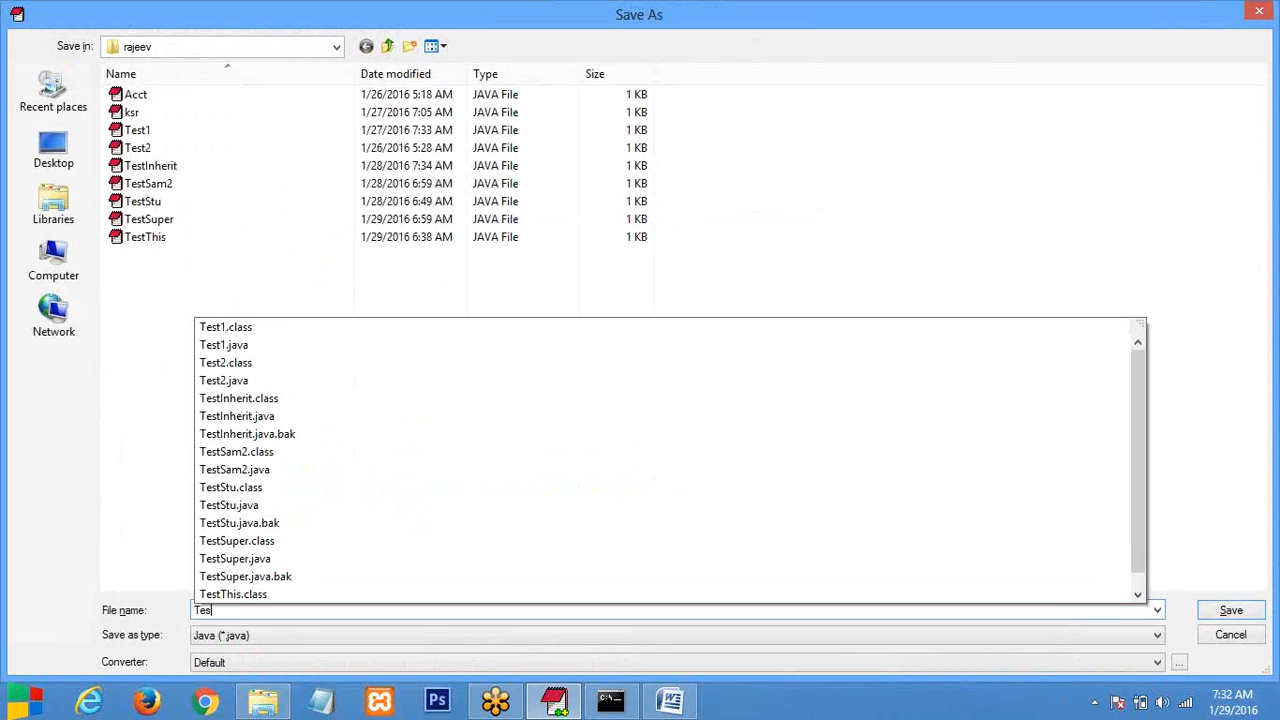 Save As
Save in: rajeev
Recent places
Desktop
Libraries
Computer
Network
Name Date modified Type Size
Acct 1/26/2016 5:18 AM JAVA File 1 KB
ksr 1/27/2016 7:05 AM JAVA File 1 KB
Test1 1/27/2016 7:33 AM JAVA File 1 KB
Test2 1/26/2016 5:28 AM JAVA File 1 KB
TestInherit 1/28/2016 7:34 AM JAVA File 1 KB
TestSam2 1/28/2016 6:59 AM JAVA File 1 KB
TestStu 1/28/2016 6:49 AM JAVA File 1 KB
TestSuper 1/29/2016 6:59 AM JAVA File 1 KB
TestThis 1/29/2016 6:38 AM JAVA File 1 KB
Test1.class
Test1.java
Test2.class
Test2.java
TestInherit.class
TestInherit.java
TestInherit.java.bak
TestSam2.class
TestSam2.java
TestStu.class
TestStu.java
TestStu.java.bak
TestSuper.class
TestSuper.java
TestSuper.java.bak
TestThis.class
File name: Tes Save
Save as type: Java (*.java) Cancel
Converter: Default ...
Ps
7:32 AM
1/29/2016